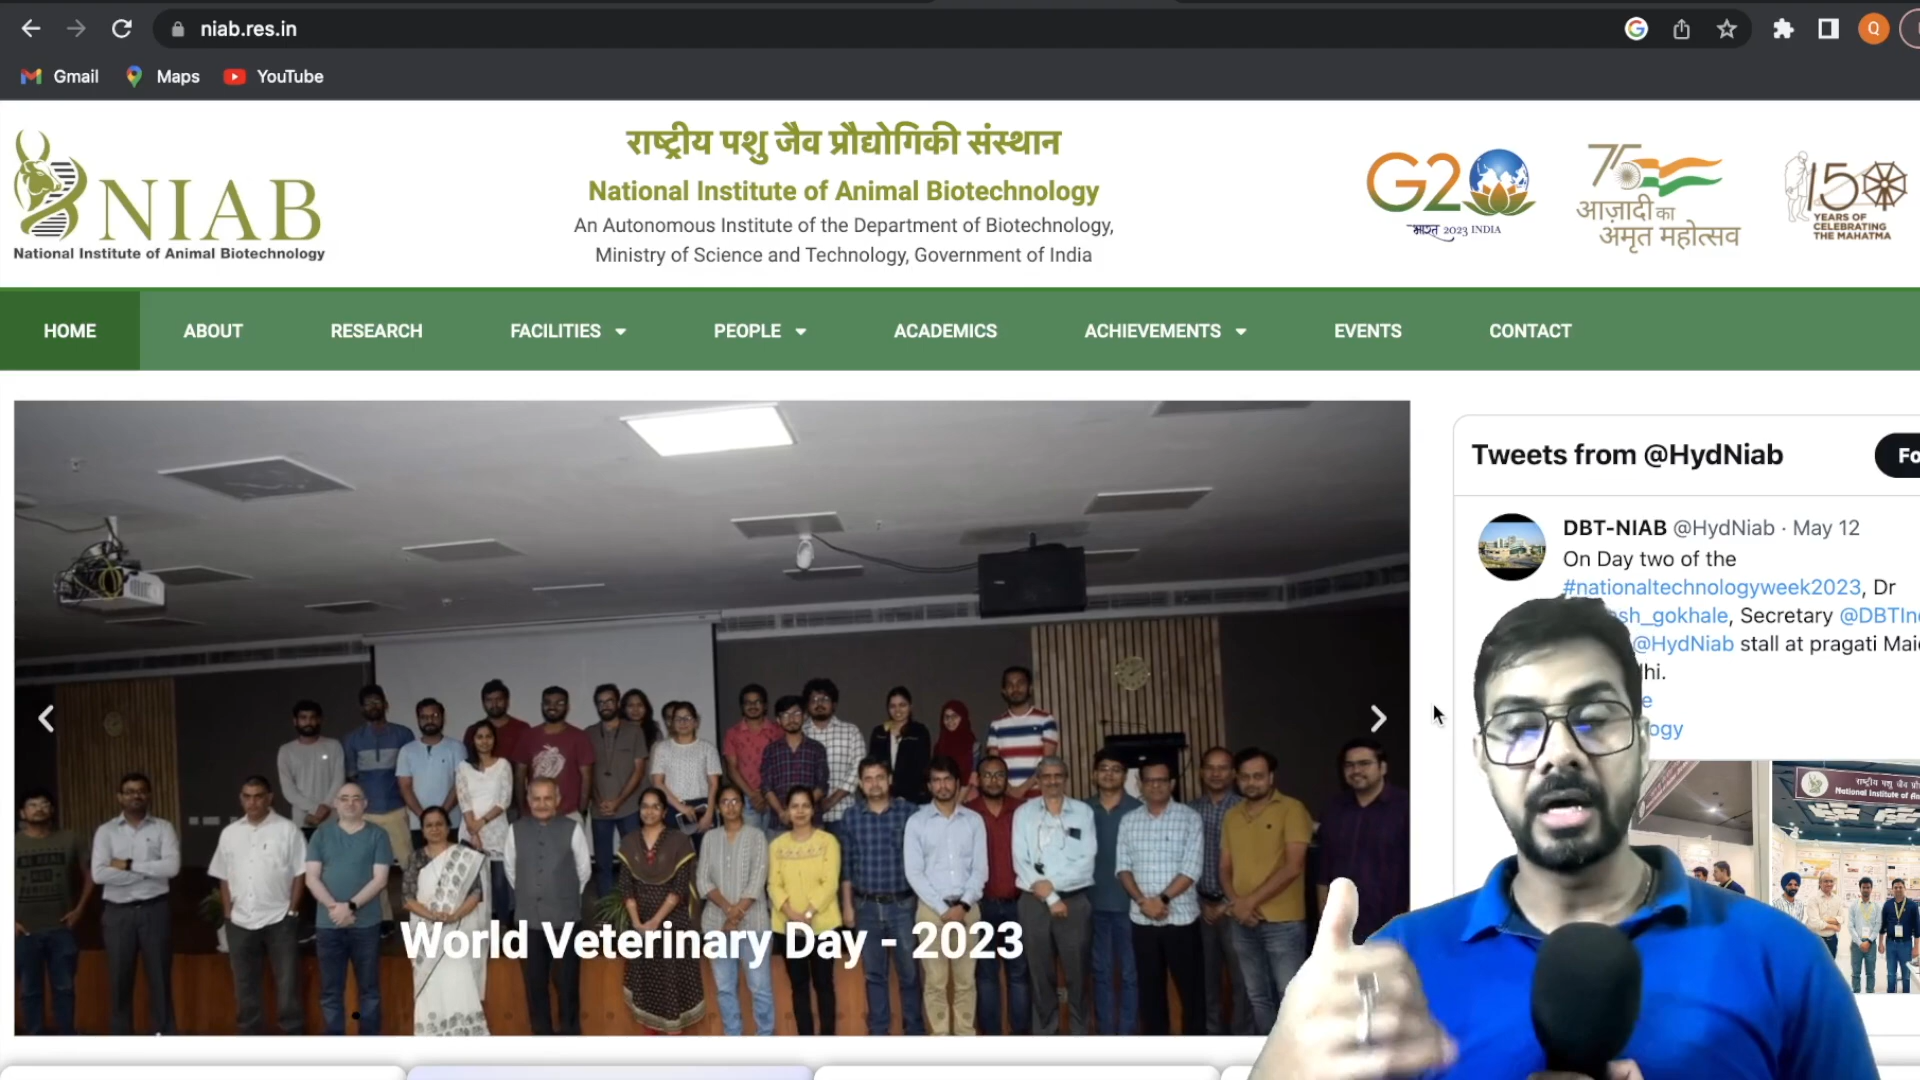 niab.res.in
Q
Gmail
Maps
YouTube
NIAB
National Institute of Animal Biotechnology
राष्ट्रीय पशु जैव प्रौद्योगिकी संस्थान
National Institute of Animal Biotechnology
An Autonomous Institute of the Department of Biotechnology,
Ministry of Science and Technology, Government of India
G20
भारत 2023 INDIA
75
आज़ादी का
अमृत महोत्सव
150
YEARS OF
CELEBRATING
THE MAHATMA
HOME
ABOUT
RESEARCH
FACILITIES
PEOPLE
ACADEMICS
ACHIEVEMENTS
EVENTS
CONTACT
World Veterinary Day - 2023
Tweets from @HydNiab
Fo
DBT-NIAB @HydNiab · May 12
On Day two of the
#nationaltechnologyweek2023, Dr
sh_gokhale, Secretary @DBTInd
@HydNiab stall at pragati Maid
hi.
e
ogy